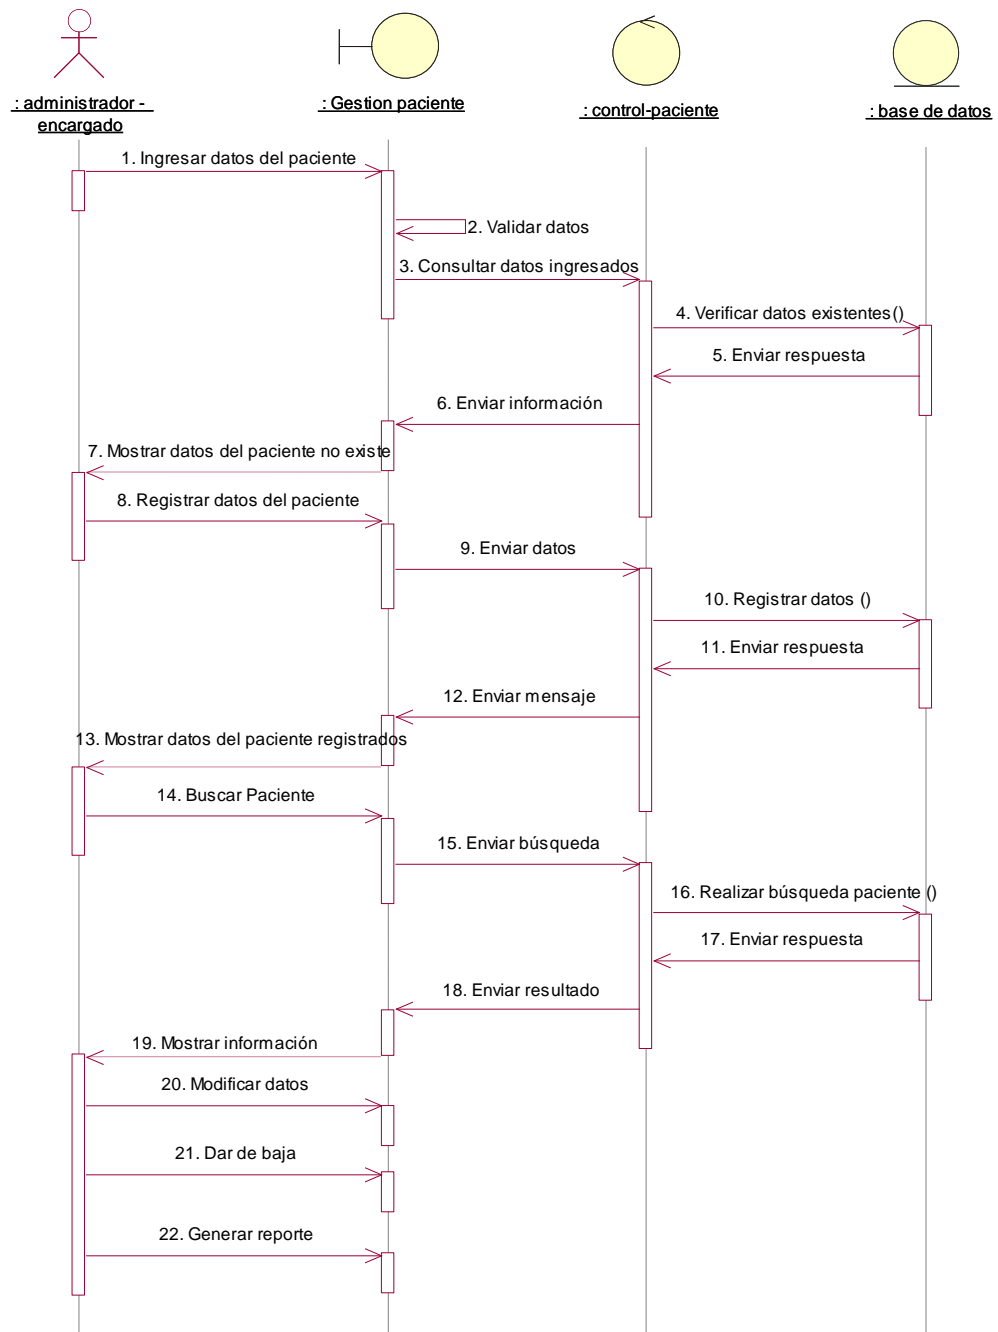 : administrador -
encargado
: Gestion paciente
: control-paciente
: base de datos
1. Ingresar datos del paciente
2. Validar datos
3. Consultar datos ingresados
4. Verificar datos existentes()
5. Enviar respuesta
6. Enviar información
7. Mostrar datos del paciente no existe
8. Registrar datos del paciente
9. Enviar datos
10. Registrar datos ()
11. Enviar respuesta
12. Enviar mensaje
13. Mostrar datos del paciente registrados
14. Buscar Paciente
15. Enviar búsqueda
16. Realizar búsqueda paciente ()
17. Enviar respuesta
18. Enviar resultado
19. Mostrar información
20. Modificar datos
21. Dar de baja
22. Generar reporte